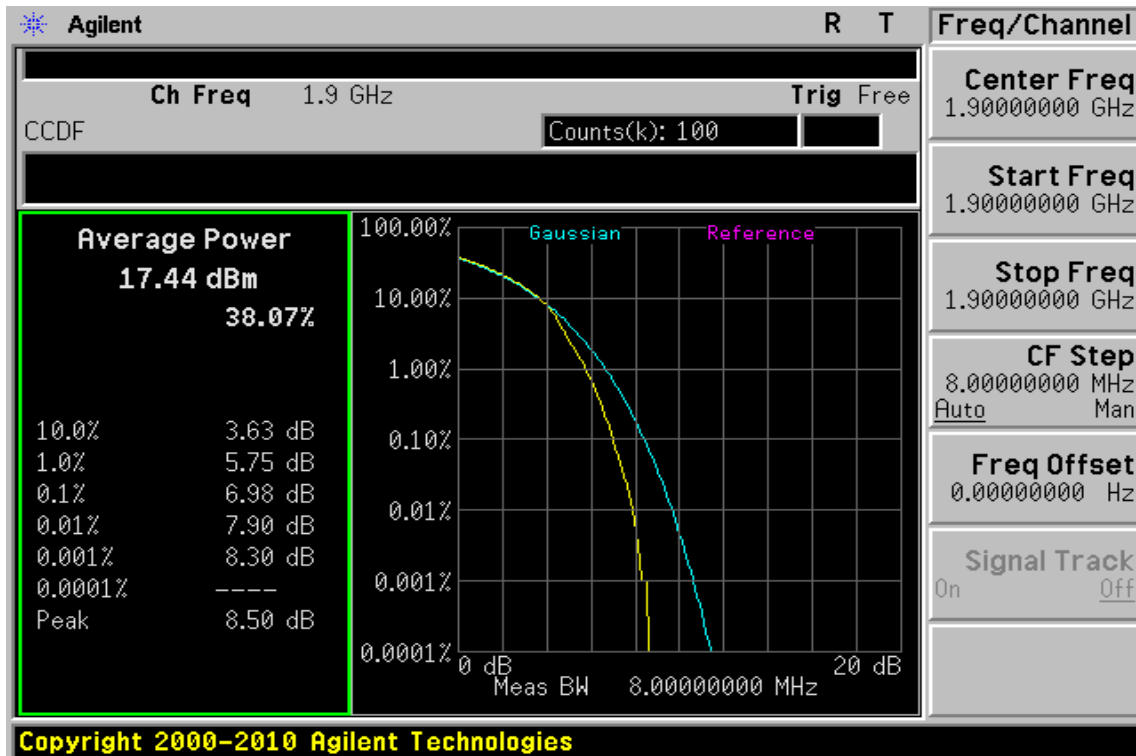 Agilent R T Freq/Channel
Ch Freq 1.9 GHz Trig Free
CCDF Counts(k): 100
Average Power
17.44 dBm
38.07%
10.0% 3.63 dB
1.0% 5.75 dB
0.1% 6.98 dB
0.01% 7.90 dB
0.001% 8.30 dB
0.0001% ----
Peak 8.50 dB
100.00%
Gaussian Reference
10.00%
1.00%
0.10%
0.01%
0.001%
0.0001%
0 dB 20 dB
Meas BW 8.00000000 MHz
Center Freq
1.90000000 GHz
Start Freq
1.90000000 GHz
Stop Freq
1.90000000 GHz
CF Step
8.00000000 MHz
Auto Man
Freq Offset
0.00000000 Hz
Signal Track
On Off
Copyright 2000-2010 Agilent Technologies